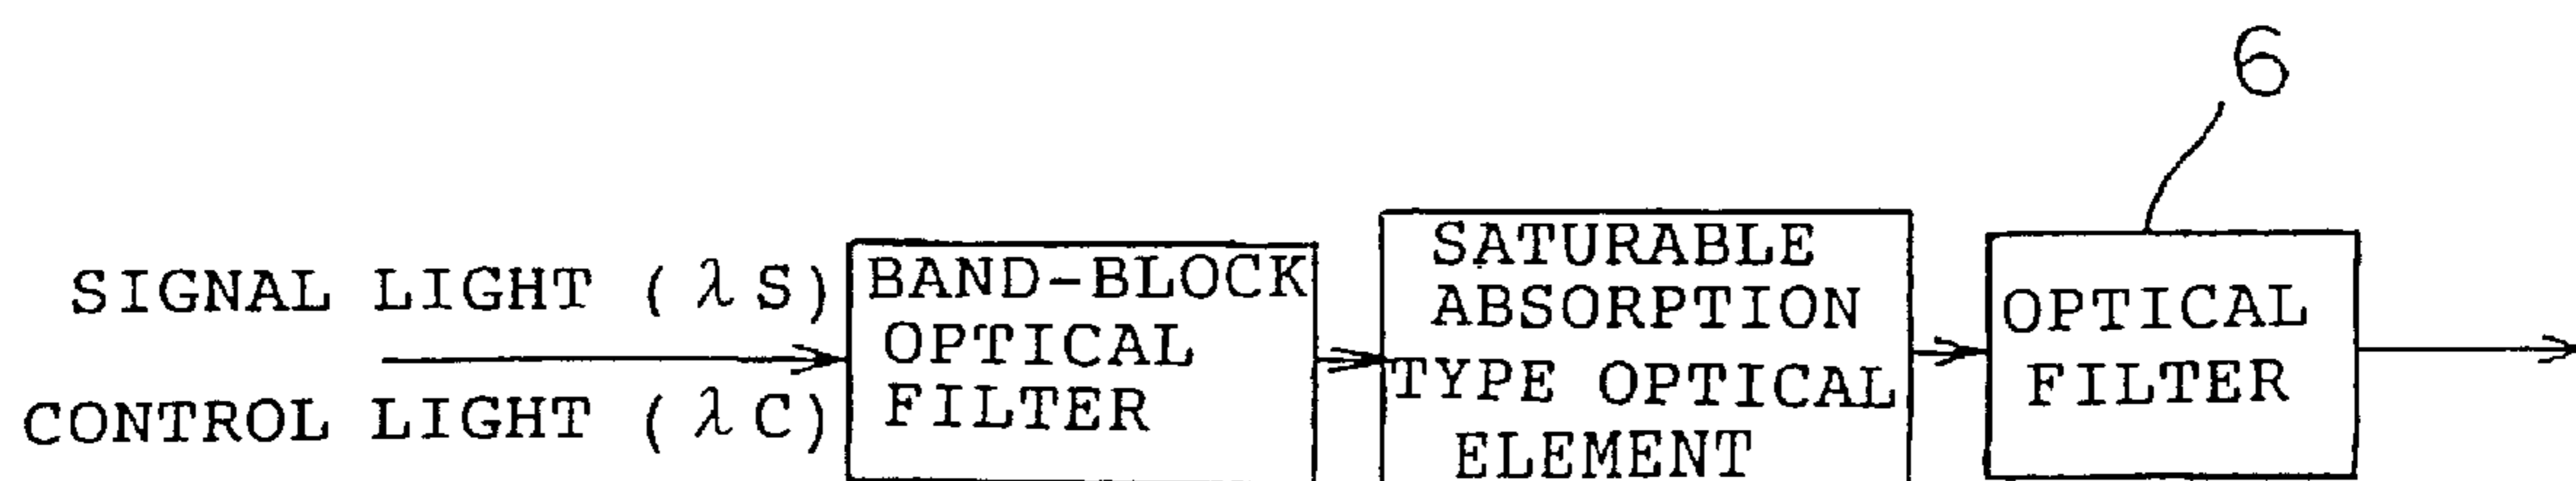 6
SIGNAL LIGHT (λS)
CONTROL LIGHT (λC)
BAND-BLOCK
OPTICAL
FILTER
SATURABLE
ABSORPTION
TYPE OPTICAL
ELEMENT
OPTICAL
FILTER